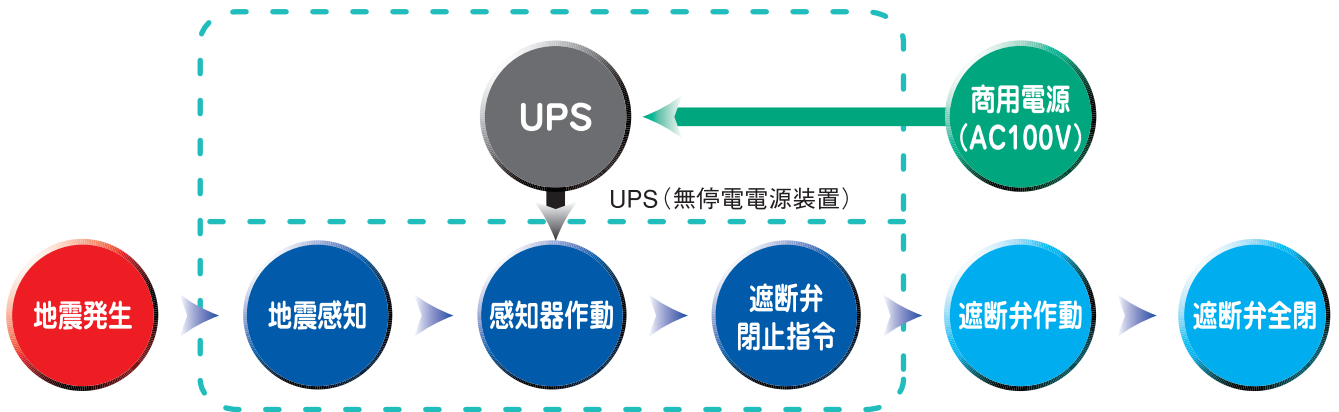 UPS
商用電源
(AC100V)
UPS（無停電電源装置）
地震発生
地震感知
感知器作動
遮断弁
閉止指令
遮断弁作動
遮断弁全閉